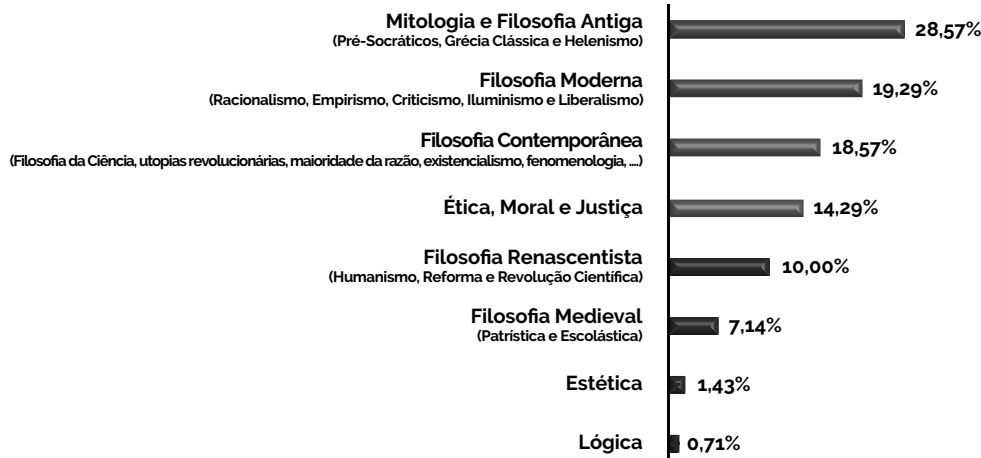 Mitologia e Filosofia Antiga
(Pré-Socráticos, Grécia Clássica e Helenismo)
28,57%
Filosofia Moderna
(Racionalismo, Empirismo, Criticismo, Iluminismo e Liberalismo)
19,29%
Filosofia Contemporânea
(Filosofia da Ciência, utopias revolucionárias, maioridade da razão, existencialismo, fenomenologia, ....)
18,57%
Ética, Moral e Justiça
14,29%
Filosofia Renascentista
(Humanismo, Reforma e Revolução Científica)
10,00%
Filosofia Medieval
(Patrística e Escolástica)
7,14%
Estética
1,43%
Lógica
0,71%